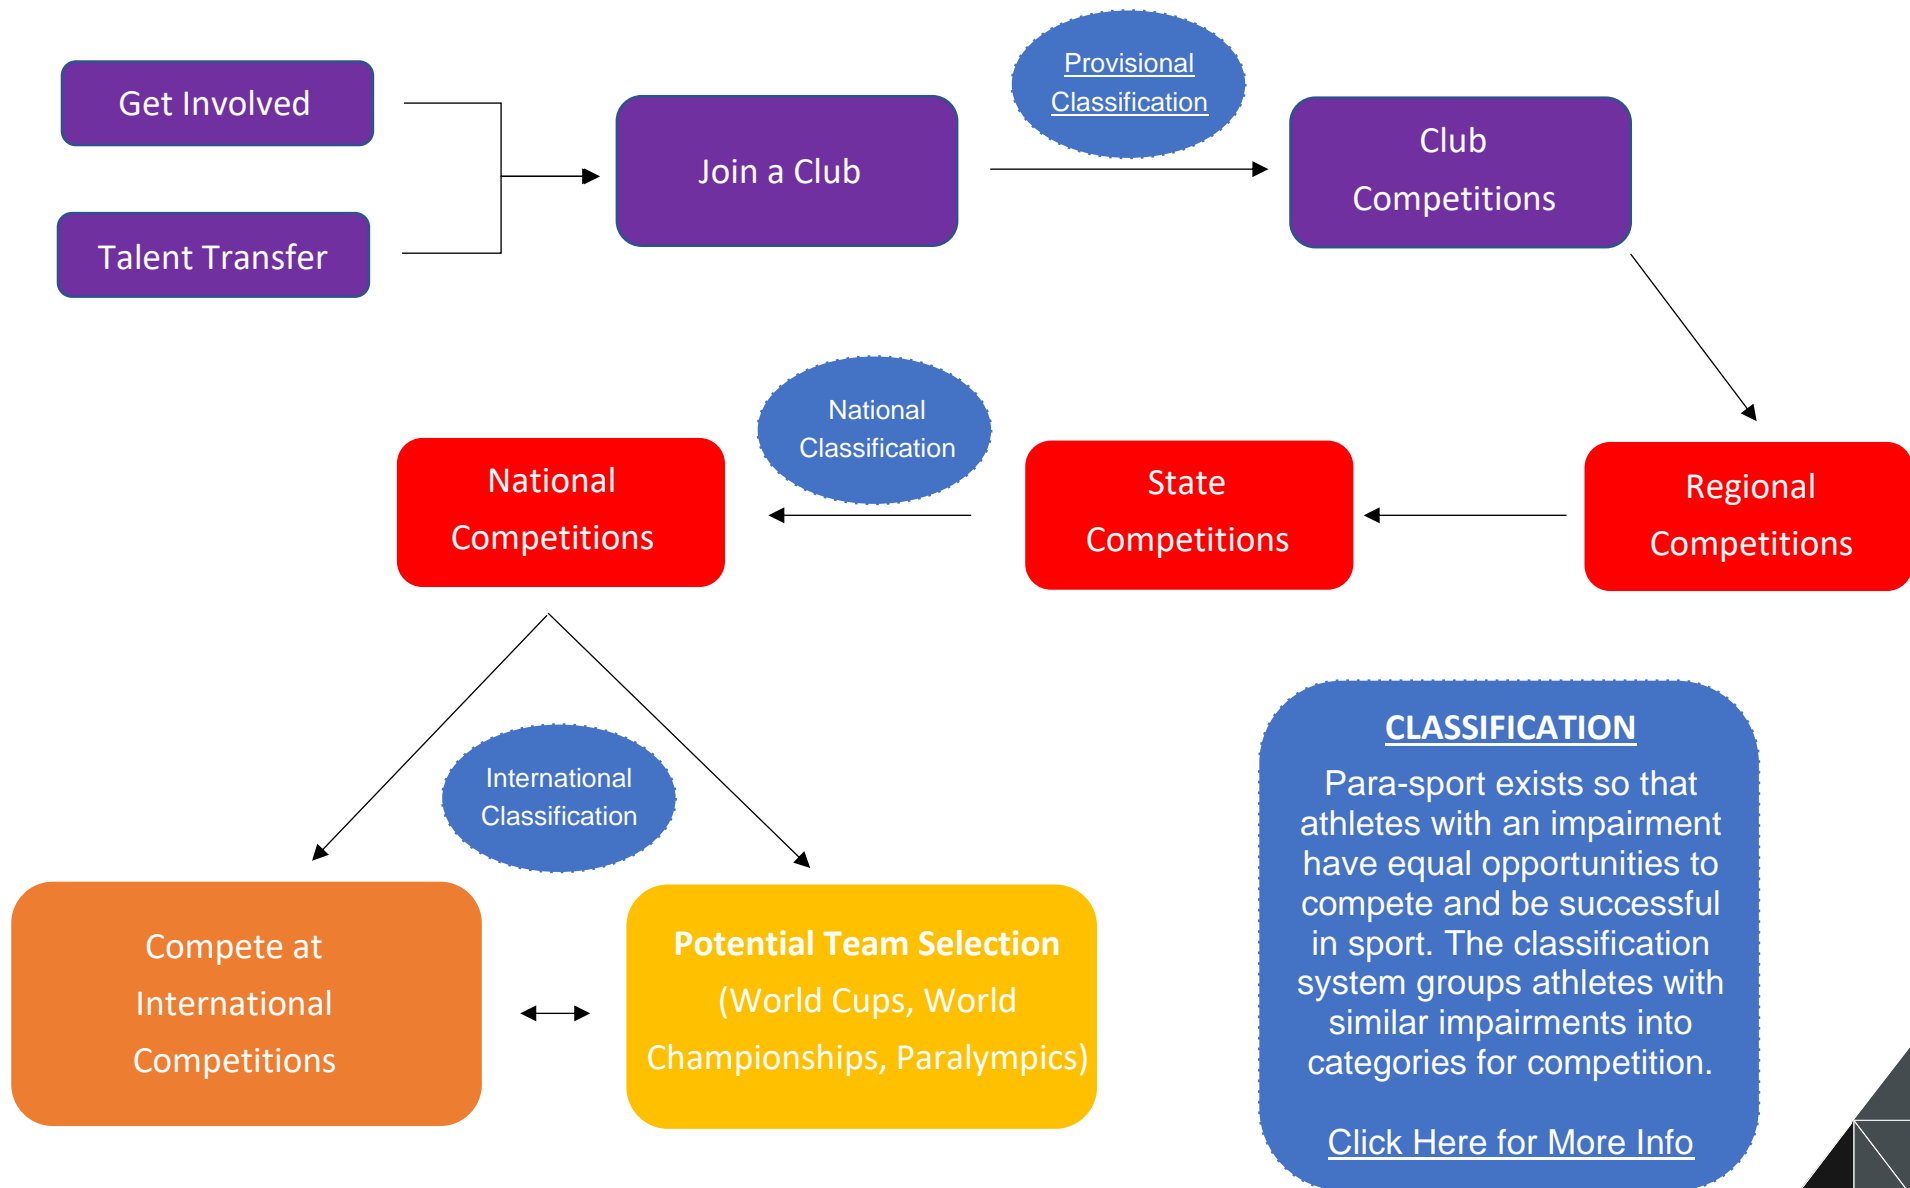 Get Involved
Talent Transfer
Join a Club
Provisional
Classification
Club
Competitions
Regional
Competitions
State
Competitions
National
Classification
National
Competitions
International
Classification
Compete at
International
Competitions
Potential Team Selection
(World Cups, World
Championships, Paralympics)
CLASSIFICATION
Para-sport exists so that
athletes with an impairment
have equal opportunities to
compete and be successful
in sport. The classification
system groups athletes with
similar impairments into
categories for competition.
Click Here for More Info